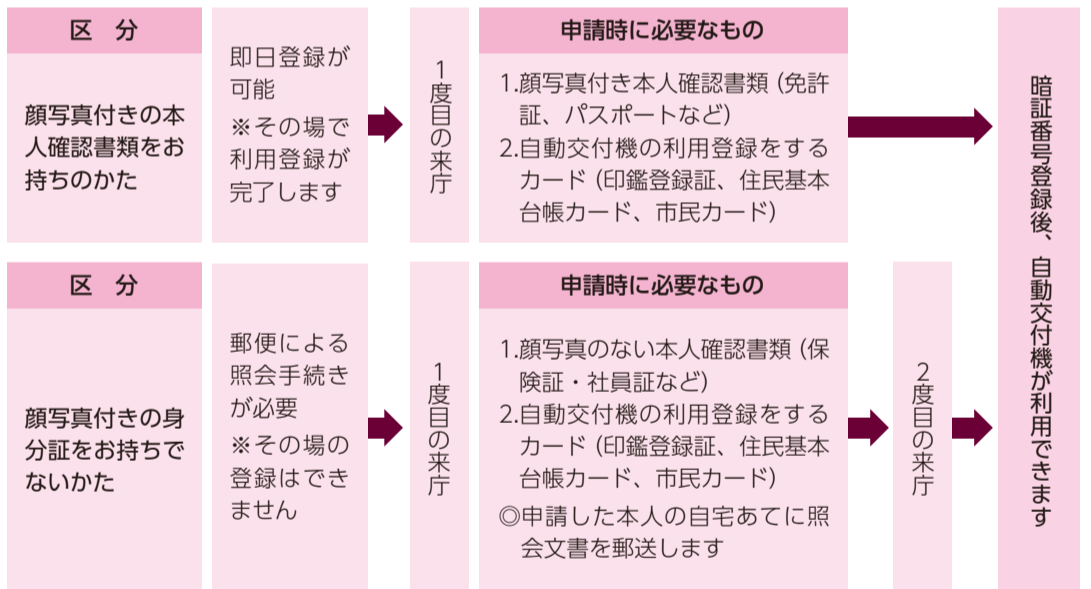 区　分
顔写真付きの本
人確認書類をお
持ちのかた
即日登録が
可能
※その場で
利用登録が
完了します
1度目の来庁
申請時に必要なもの
1.顔写真付き本人確認書類（免許
証、パスポートなど）
2.自動交付機の利用登録をする
カード（印鑑登録証、住民基本
台帳カード、市民カード）
区　分
顔写真付きの身
分証をお持ちで
ないかた
郵便による
照会手続き
が必要
※その場の
登録はでき
ません
1度目の来庁
申請時に必要なもの
1.顔写真のない本人確認書類（保
険証・社員証など）
2.自動交付機の利用登録をする
カード（印鑑登録証、住民基本
台帳カード、市民カード）
◎申請した本人の自宅あてに照
会文書を郵送します
2度目の来庁
暗証番号登録後、自動交付機が利用できます